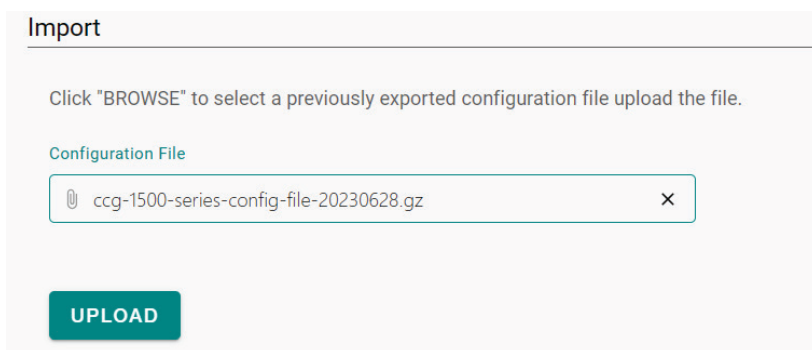 Import
Click "BROWSE" to select a previously exported configuration file upload the file.
Configuration File
ccg-1500-series-config-file-20230628.gz
UPLOAD